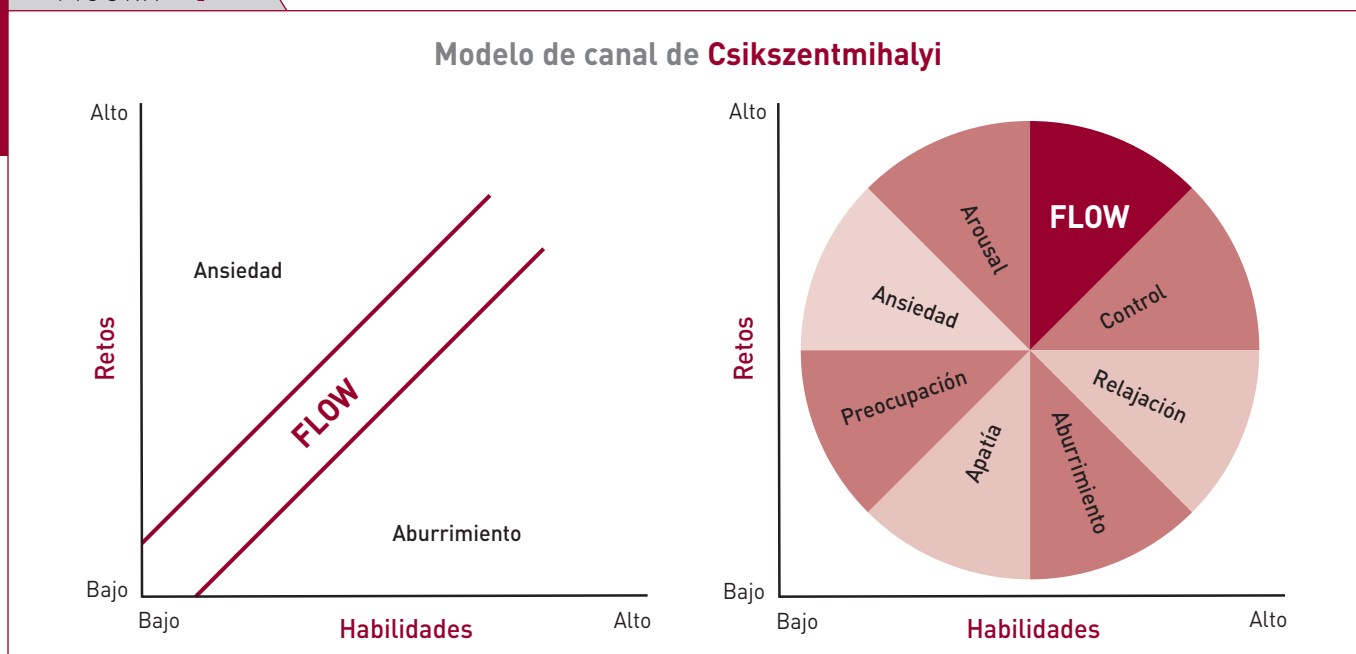 Modelo de canal de Csikszentmihalyi
Alto
Ansiedad
Retos
FLOW
Aburrimiento
Bajo
Bajo
Habilidades
Alto
Alto
Arousal
FLOW
Ansiedad
Control
Retos
Preocupación
Relajación
Apatía
Aburrimiento
Bajo
Bajo
Habilidades
Alto